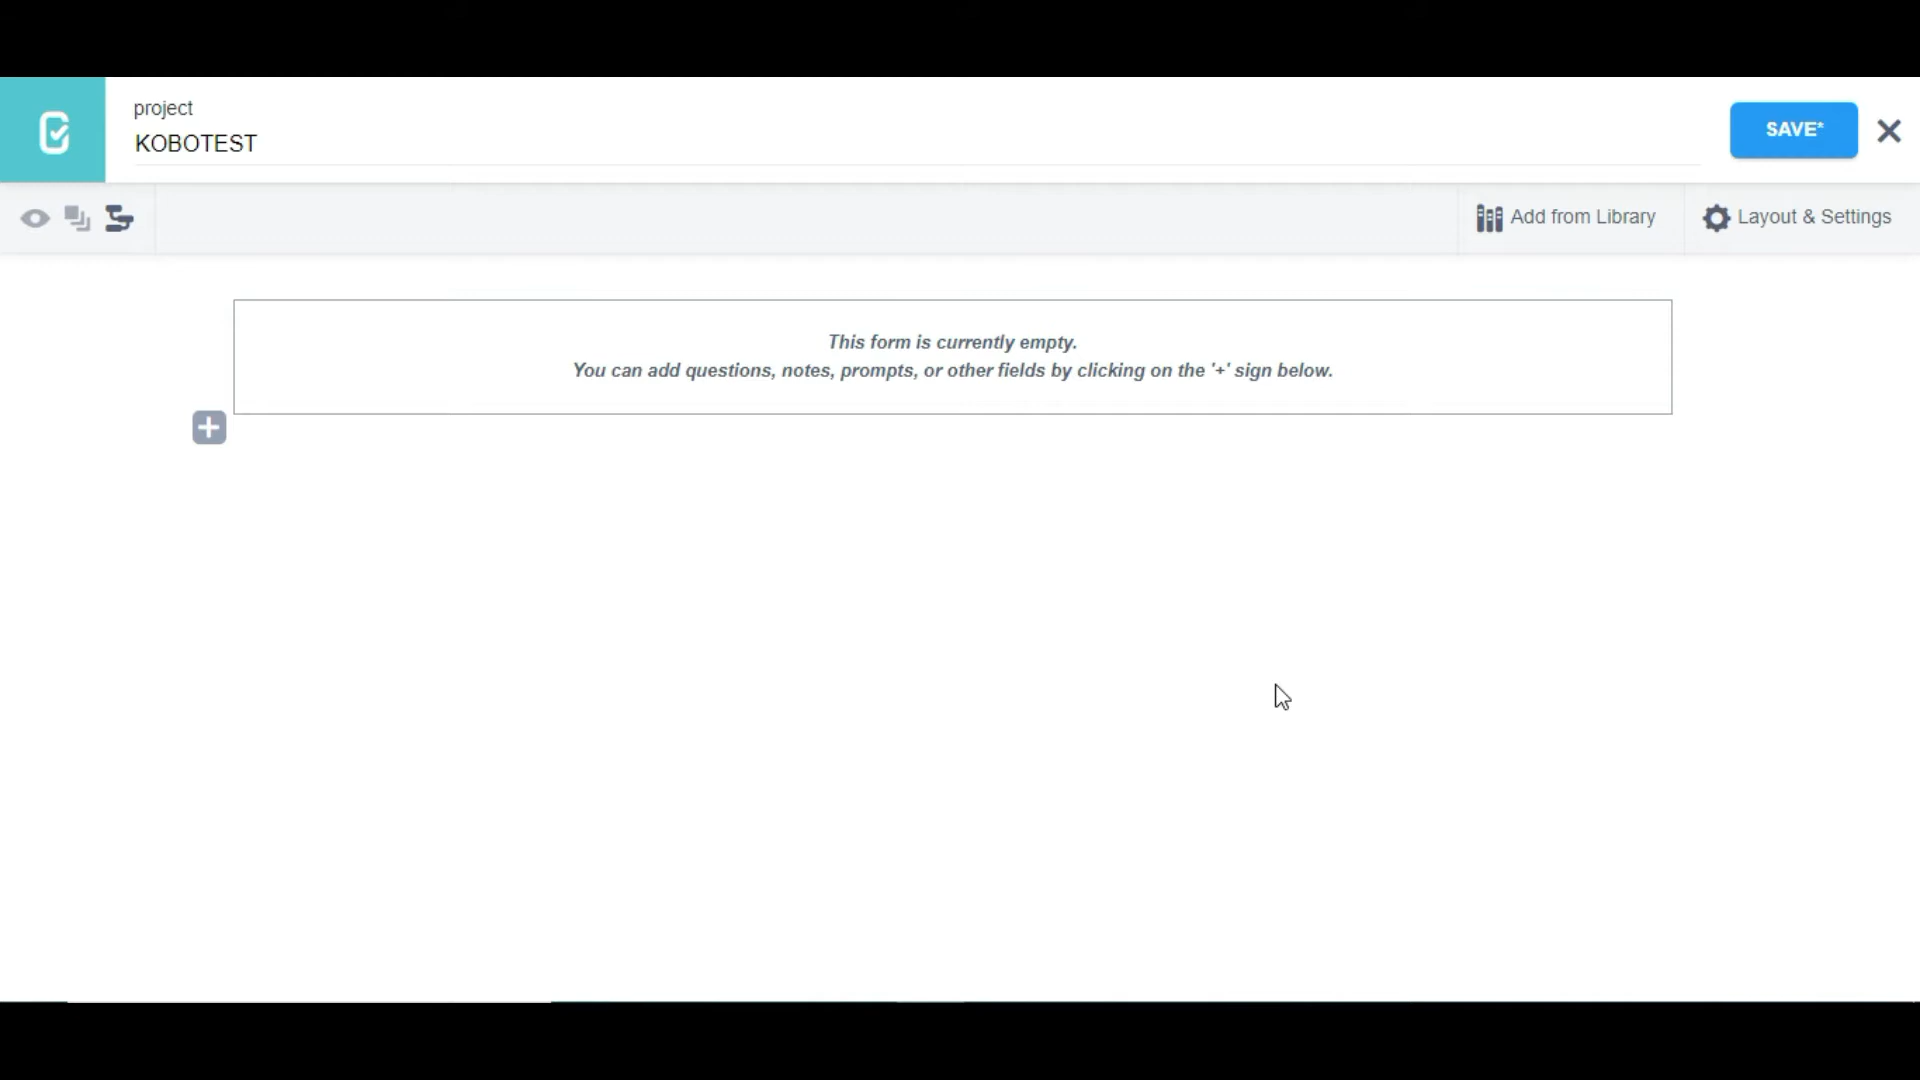 project
KOBOTEST
SAVE*
Add from Library
Layout & Settings
This form is currently empty.
You can add questions, notes, prompts, or other fields by clicking on the '+' sign below.